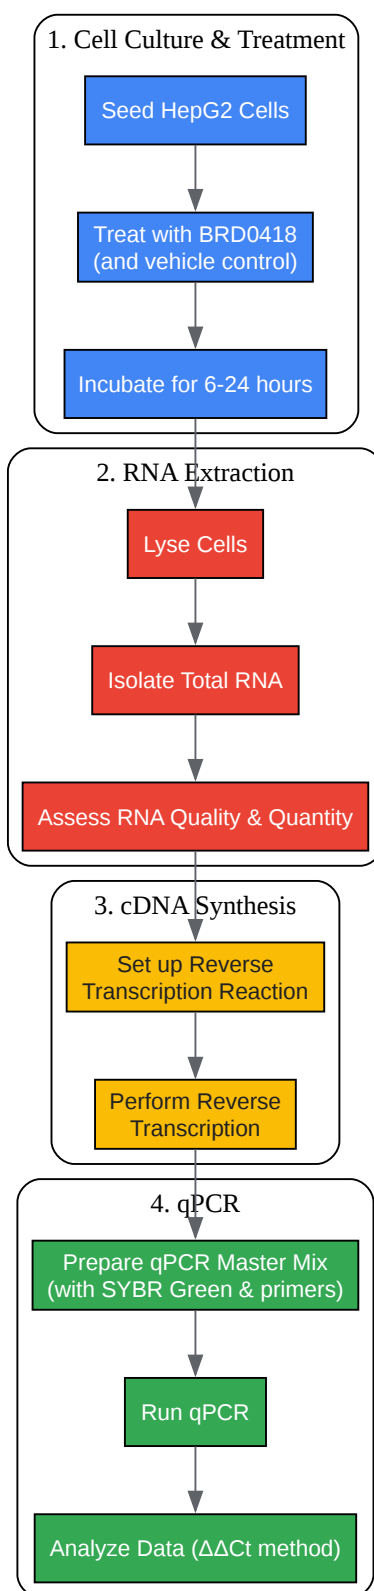 1. Cell Culture & Treatment
Seed HepG2 Cells
Treat with BRD0418
(and vehicle control)
Incubate for 6-24 hours
2. RNA Extraction
Lyse Cells
Isolate Total RNA
Assess RNA Quality & Quantity
3. cDNA Synthesis
Set up Reverse
Transcription Reaction
Perform Reverse
Transcription
4. qPCR
Prepare qPCR Master Mix
(with SYBR Green & primers)
Run qPCR
Analyze Data (ΔΔCt method)